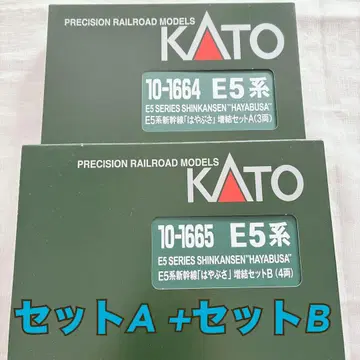 PRECISION RAILROAD MODELS
KATO
10-1664 E5系
E5 SERIES SHINKANSEN "HAYABUSA"
E5系新幹線「はやぶさ」増結セットA(3両)
PRECISION RAILROAD MODELS
KATO
10-1665 E5系
E5 SERIES SHINKANSEN "HAYABUSA"
E5系新幹線「はやぶさ」増結セットB (4両)
セットA +セットB